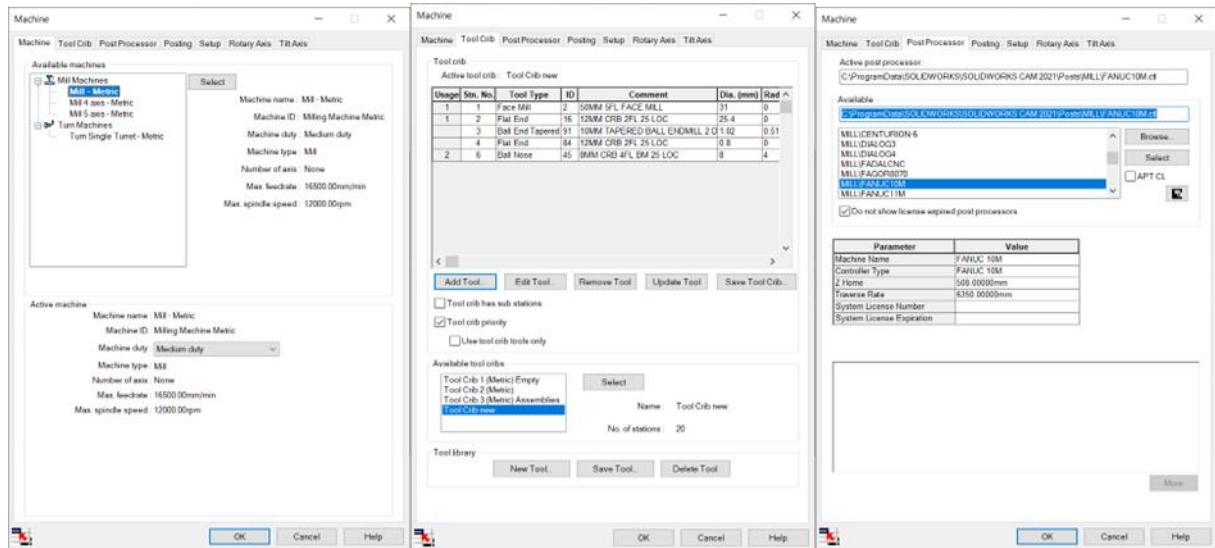 Machine
Machine Tool Crib Post Processor Posting Setup Rotary Axis Tilt Axis
Available machines
Mill Machines
Mill - Metric
Mill 4 axes - Metric
Mill 5 axes - Metric
Turn Machines
Turn Single Turret - Metric
Select
Machine name : Mill - Metric
Machine ID : Milling Machine Metric
Machine duty : Medium duty
Machine type : Mill
Number of axis : None
Max. feedrate : 16500.00mm/min
Max. spindle speed : 12000.00rpm
Active machine
Machine name : Mill - Metric
Machine ID : Milling Machine Metric
Machine duty : Medium duty
Machine type : Mill
Number of axis : None
Max. feedrate : 16500.00mm/min
Max. spindle speed : 12000.00rpm
OK Cancel Help
Machine
Machine Tool Crib Post Processor Posting Setup Rotary Axis Tilt Axis
Tool crib
Active tool crib : Tool Crib new
Usage Stn. No. Tool Type ID Comment Dia. (mm) Rad
1 1 Face Mill 2 50MM 5FL FACE MILL 31 0
1 2 Flat End 16 12MM CRB 2FL 25 LOC 25.4 0
3 Ball End Tapered 91 10MM TAPERED BALL ENDMILL 2 D 1.02 0.51
4 Flat End 84 12MM CRB 2FL 25 LOC 0.8 0
2 6 Ball Nose 45 8MM CRB 4FL BM 25 LOC 8 4
Add Tool... Edit Tool... Remove Tool Update Tool Save Tool Crib...
Tool crib has sub stations
Tool crib priority
Use tool crib tools only
Available tool cribs
Tool Crib 1 (Metric) Empty
Tool Crib 2 (Metric)
Tool Crib 3 (Metric) Assemblies
Tool Crib new
Select
Name : Tool Crib new
No. of stations : 20
Tool library
New Tool... Save Tool... Delete Tool
OK Cancel Help
Machine
Machine Tool Crib Post Processor Posting Setup Rotary Axis Tilt Axis
Active post processor :
C:\ProgramData\SOLIDWORKS\SOLIDWORKS CAM 2021\Posts\MILL\FANUC10M.ctl
Available
C:\ProgramData\SOLIDWORKS\SOLIDWORKS CAM 2021\Posts\MILL\FANUC10M.ctl
MILL\CENTURION-6
MILL\DIALOG3
MILL\DIALOG4
MILL\FADALCNC
MILL\FAGOR8070
MILL\FANUC10M
MILL\FANUC11M
Browse...
Select
APT CL
Do not show license expired post processors
Parameter Value
Machine Name FANUC 10M
Controller Type FANUC 10M
Z Home 508.00000mm
Traverse Rate 6350.00000mm
System License Number
System License Expiration
More
OK Cancel Help